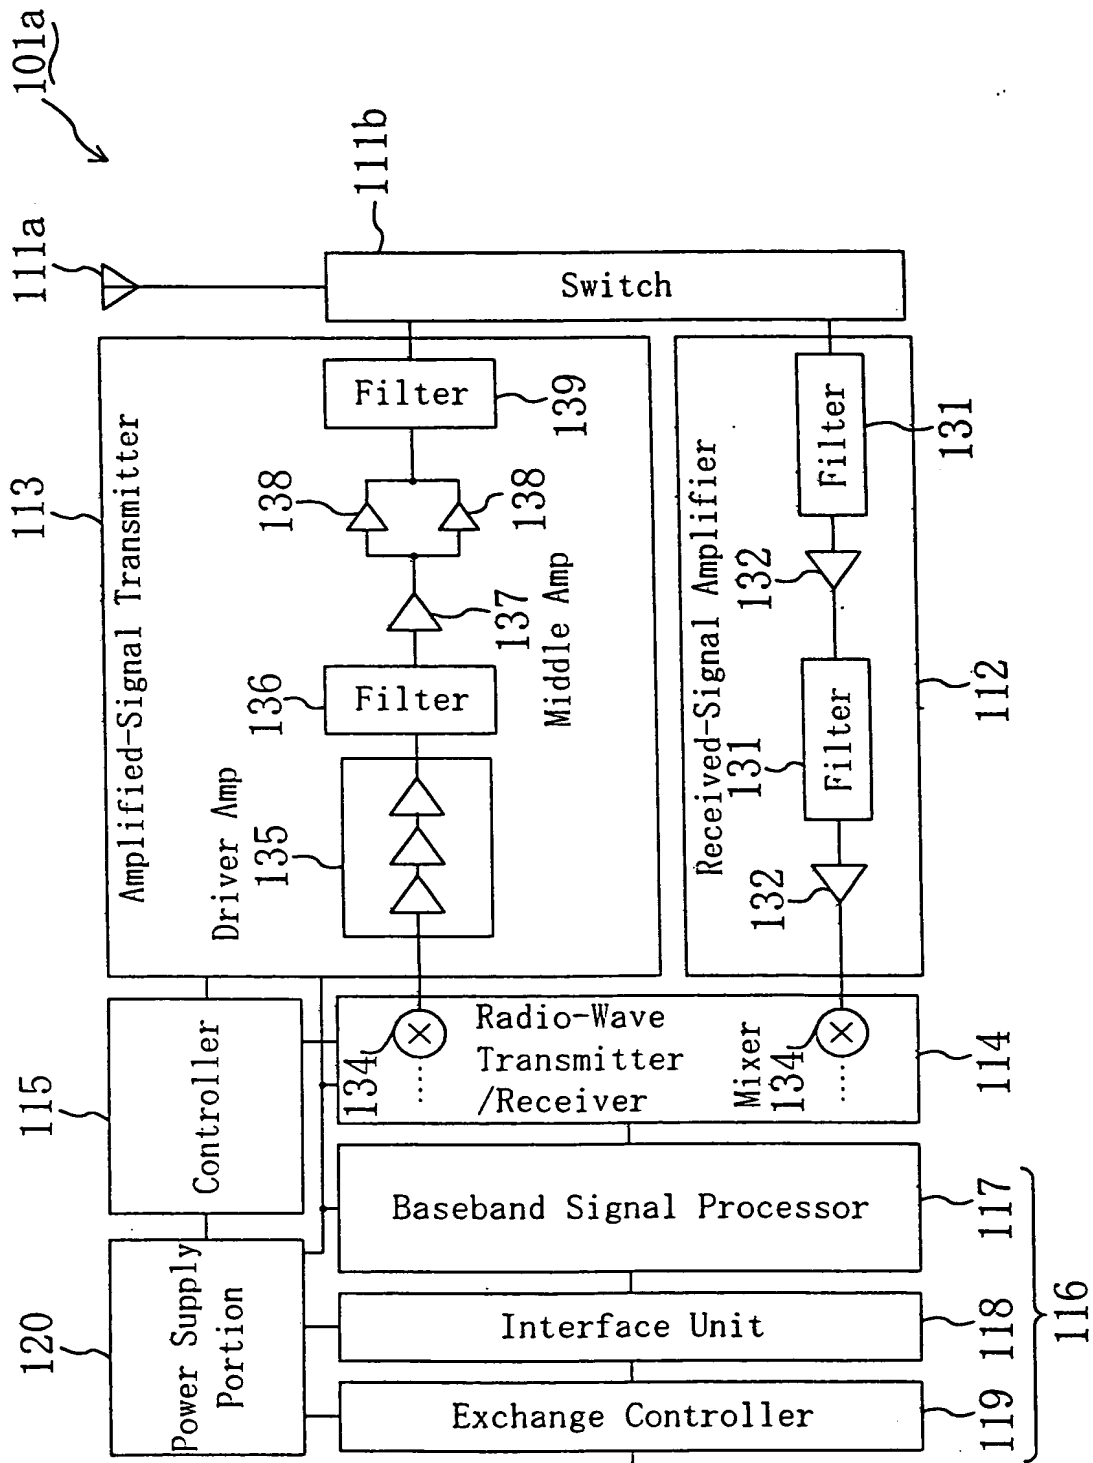 101a
111a
111b
Switch
113
Amplified-Signal Transmitter
Filter
139
138
138
137
Middle Amp
136
Filter
Driver Amp
135
Received-Signal Amplifier
Filter
131
132
131
Filter
132
112
115
Controller
134
Radio-Wave
Transmitter
/Receiver
Mixer
134
114
Baseband Signal Processor
117
120
Power Supply
Portion
Interface Unit
118
Exchange Controller
119
116